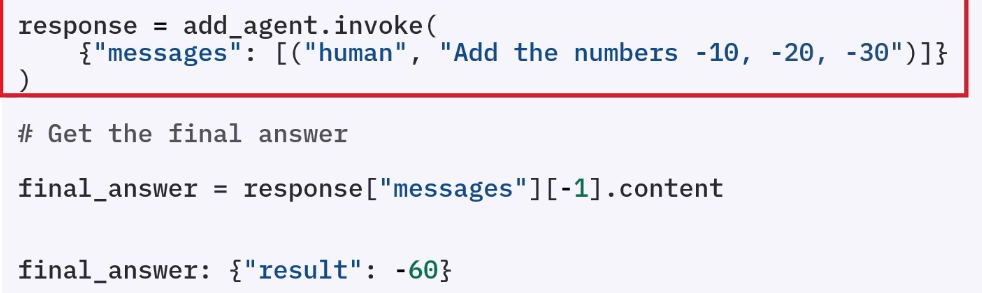 response = add_agent.invoke(
    {"messages": [("human", "Add the numbers -10, -20, -30")]}
)
# Get the final answer
final_answer = response["messages"][-1].content
final_answer: {"result": -60}